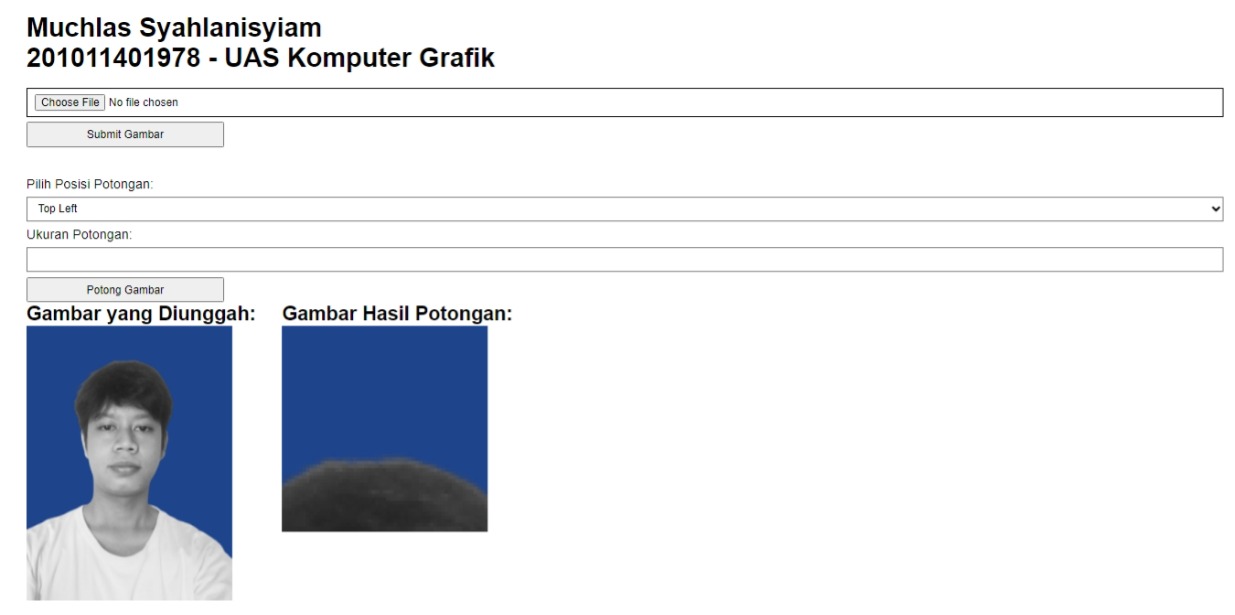 Muchlas Syahlanisyiam
201011401978 - UAS Komputer Grafik
Choose File No file chosen
Submit Gambar
Pilih Posisi Potongan:
Top Left
Ukuran Potongan:
Potong Gambar
Gambar yang Diunggah: Gambar Hasil Potongan: